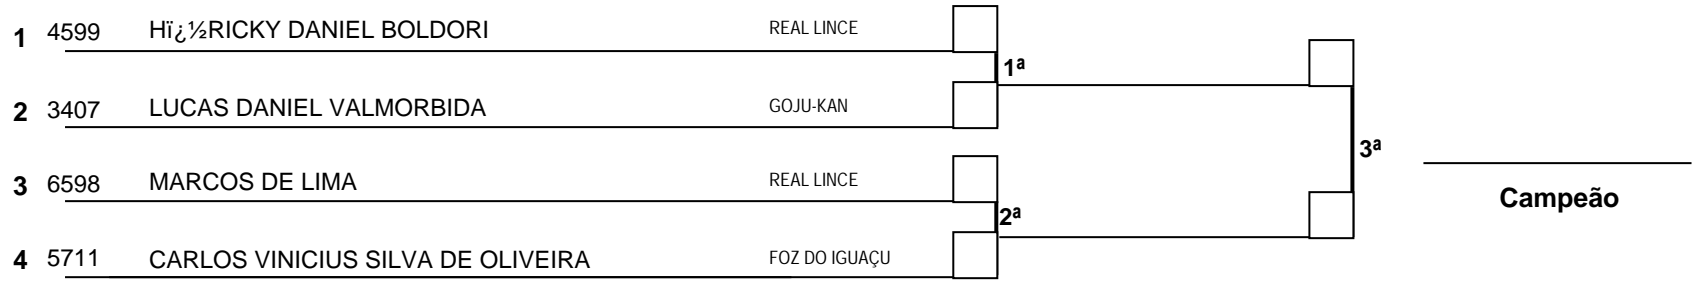 1 4599 Hï¿½RICKY DANIEL BOLDORI REAL LINCE
1ª
2 3407 LUCAS DANIEL VALMORBIDA GOJU-KAN
3ª
3 6598 MARCOS DE LIMA REAL LINCE
Campeão
2ª
4 5711 CARLOS VINICIUS SILVA DE OLIVEIRA FOZ DO IGUAÇU